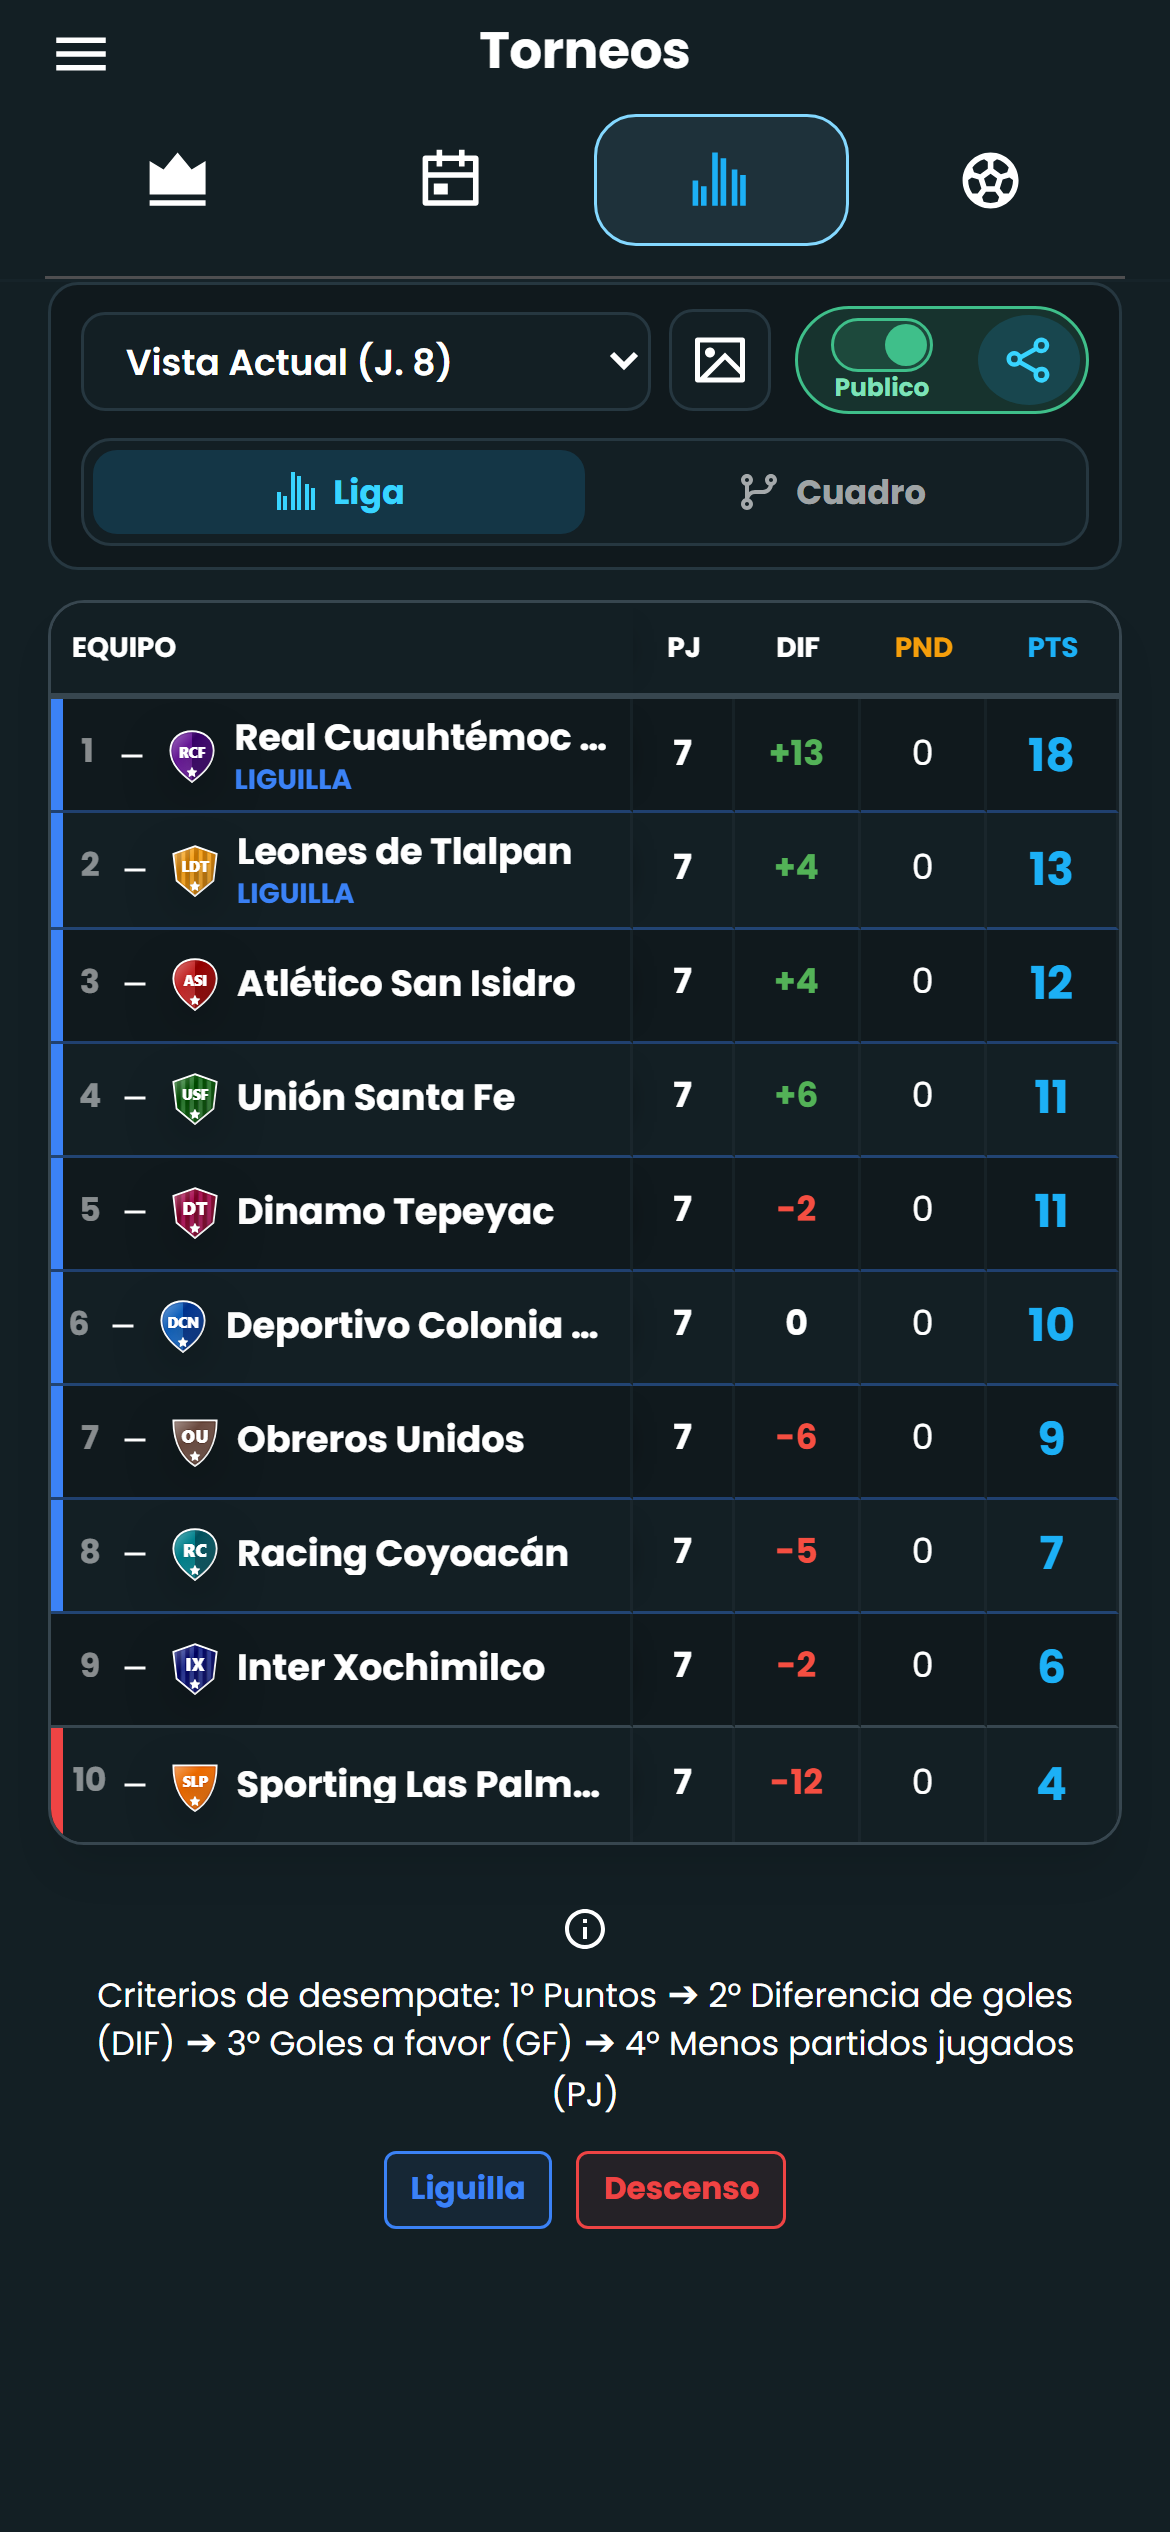 Torneos
Vista Actual (J. 8)
Publico
Liga
Cuadro
EQUIPO PJ DIF PND PTS
1 – RCF Real Cuauhtémoc ... 7 +13 0 18
LIGUILLA
2 – LDT Leones de Tlalpan 7 +4 0 13
LIGUILLA
3 – ASI Atlético San Isidro 7 +4 0 12
4 – USF Unión Santa Fe 7 +6 0 11
5 – DT Dinamo Tepeyac 7 -2 0 11
6 – DCN Deportivo Colonia ... 7 0 0 10
7 – OU Obreros Unidos 7 -6 0 9
8 – RC Racing Coyoacán 7 -5 0 7
9 – IX Inter Xochimilco 7 -2 0 6
10 – SLP Sporting Las Palm... 7 -12 0 4
Criterios de desempate: 1º Puntos ➔ 2º Diferencia de goles
(DIF) ➔ 3º Goles a favor (GF) ➔ 4º Menos partidos jugados
(PJ)
Liguilla
Descenso